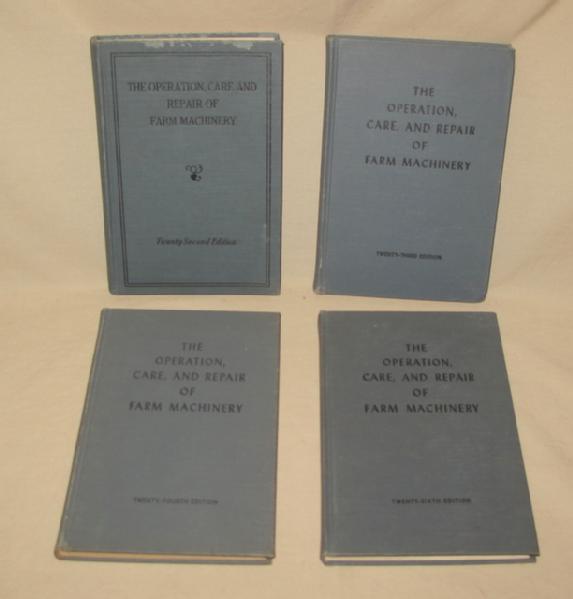 THE OPERATION, CARE, AND
REPAIR OF
FARM MACHINERY
Twenty Second Edition
THE
OPERATION,
CARE, AND REPAIR
OF
FARM MACHINERY
TWENTY-THIRD EDITION
THE
OPERATION,
CARE, AND REPAIR
OF
FARM MACHINERY
TWENTY-FOURTH EDITION
THE
OPERATION,
CARE, AND REPAIR
OF
FARM MACHINERY
TWENTY-SIXTH EDITION